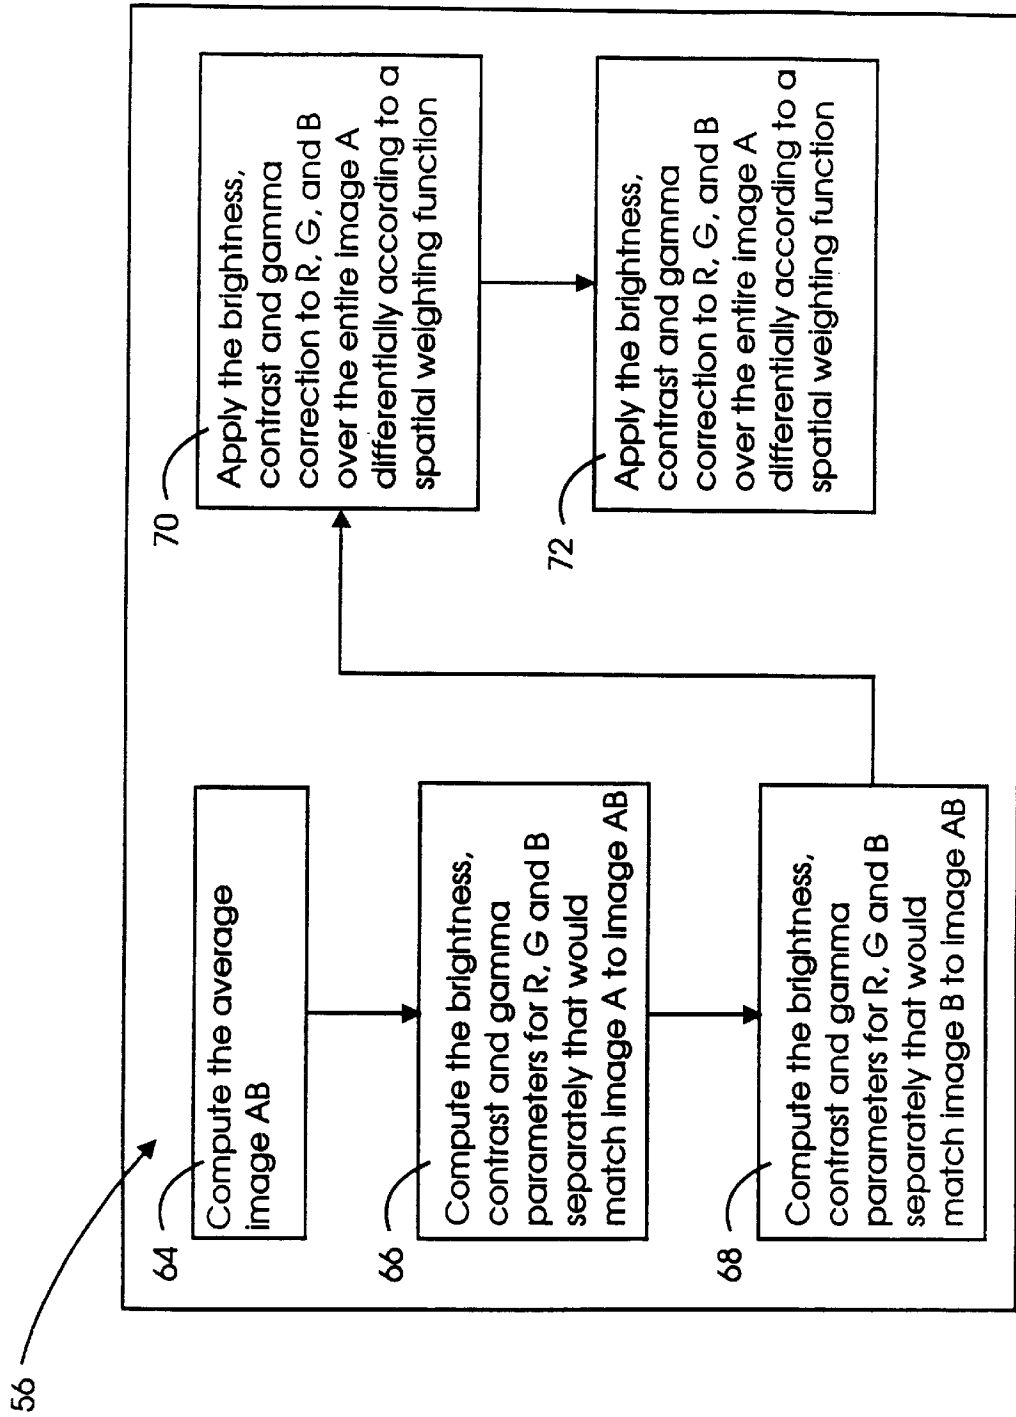 56
64
Compute the average
image AB
66
Compute the brightness,
contrast and gamma
parameters for R, G and B
separately that would
match image A to image AB
68
Compute the brightness,
contrast and gamma
parameters for R, G and B
separately that would
match image B to image AB
70
Apply the brightness,
contrast and gamma
correction to R, G, and B
over the entire image A
differentially according to a
spatial weighting function
72
Apply the brightness,
contrast and gamma
correction to R, G, and B
over the entire image A
differentially according to a
spatial weighting function